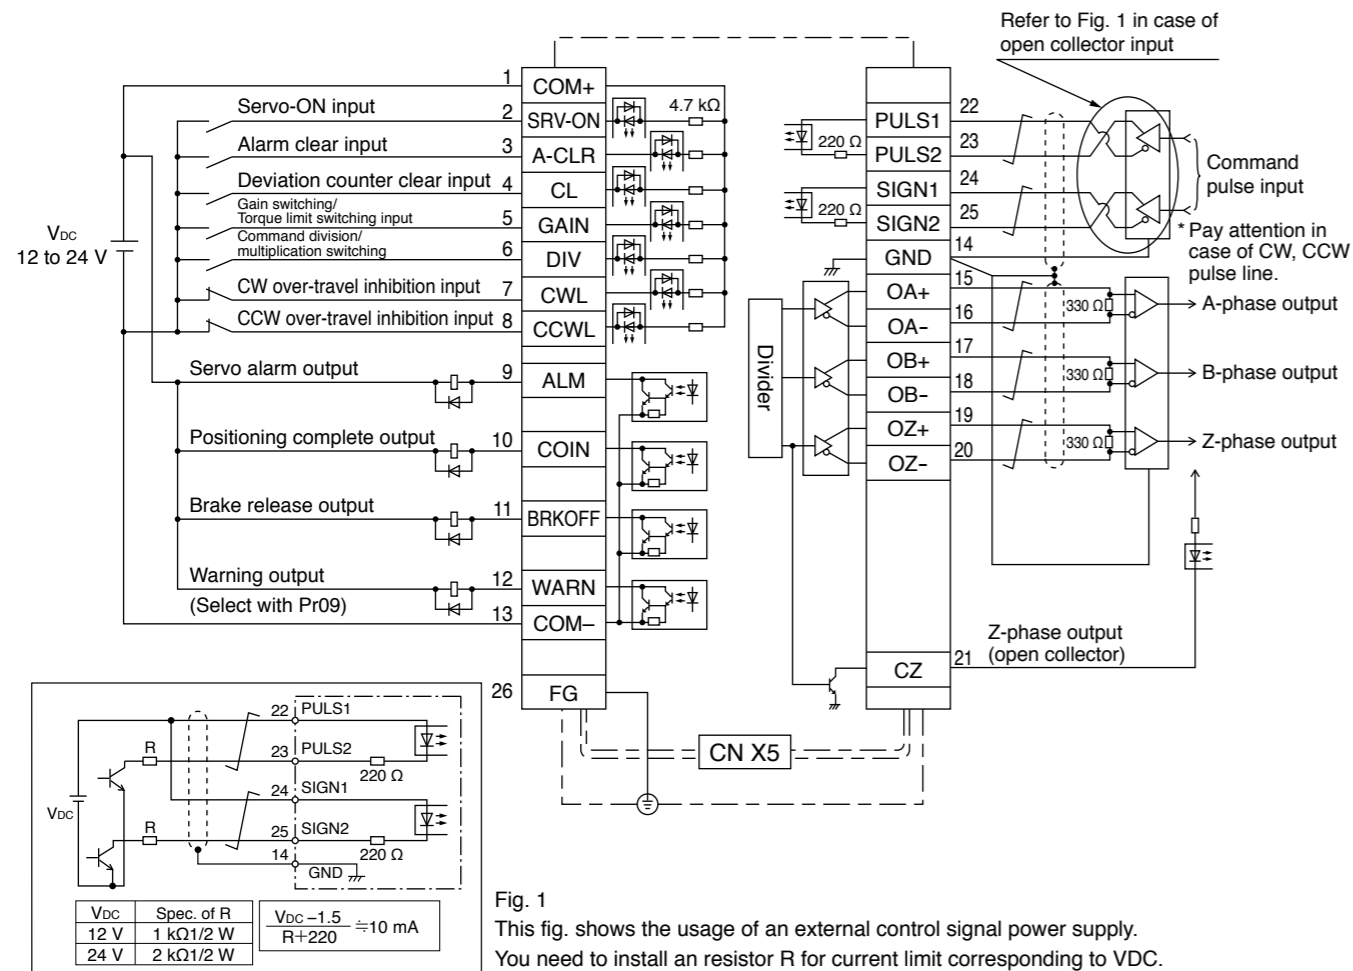 Refer to Fig. 1 in case of
open collector input
1 COM+
Servo-ON input 2 SRV-ON 4.7 kΩ
Alarm clear input 3 A-CLR
Deviation counter clear input 4 CL
Gain switching/
Torque limit switching input 5 GAIN
Command division/
multiplication switching 6 DIV
CW over-travel inhibition input 7 CWL
CCW over-travel inhibition input 8 CCWL
VDC
12 to 24 V
Servo alarm output 9 ALM
Positioning complete output 10 COIN
Brake release output 11 BRKOFF
Warning output 12 WARN
(Select with Pr09)
13 COM–
26 FG
PULS1 22
220 Ω PULS2 23
SIGN1 24
220 Ω SIGN2 25
GND 14
OA+ 15
OA– 16
OB+ 17
OB– 18
OZ+ 19
OZ– 20
CZ 21
Divider
Command
pulse input
* Pay attention in
case of CW, CCW
pulse line.
330 Ω A-phase output
330 Ω B-phase output
330 Ω Z-phase output
Z-phase output
(open collector)
CN X5
22 PULS1
R 23 PULS2
220 Ω
24 SIGN1
VDC
R 25 SIGN2
220 Ω
14 GND
VDC Spec. of R
12 V 1 kΩ1/2 W
24 V 2 kΩ1/2 W
VDC –1.5
R+220
≒10 mA
Fig. 1
This fig. shows the usage of an external control signal power supply.
You need to install an resistor R for current limit corresponding to VDC.